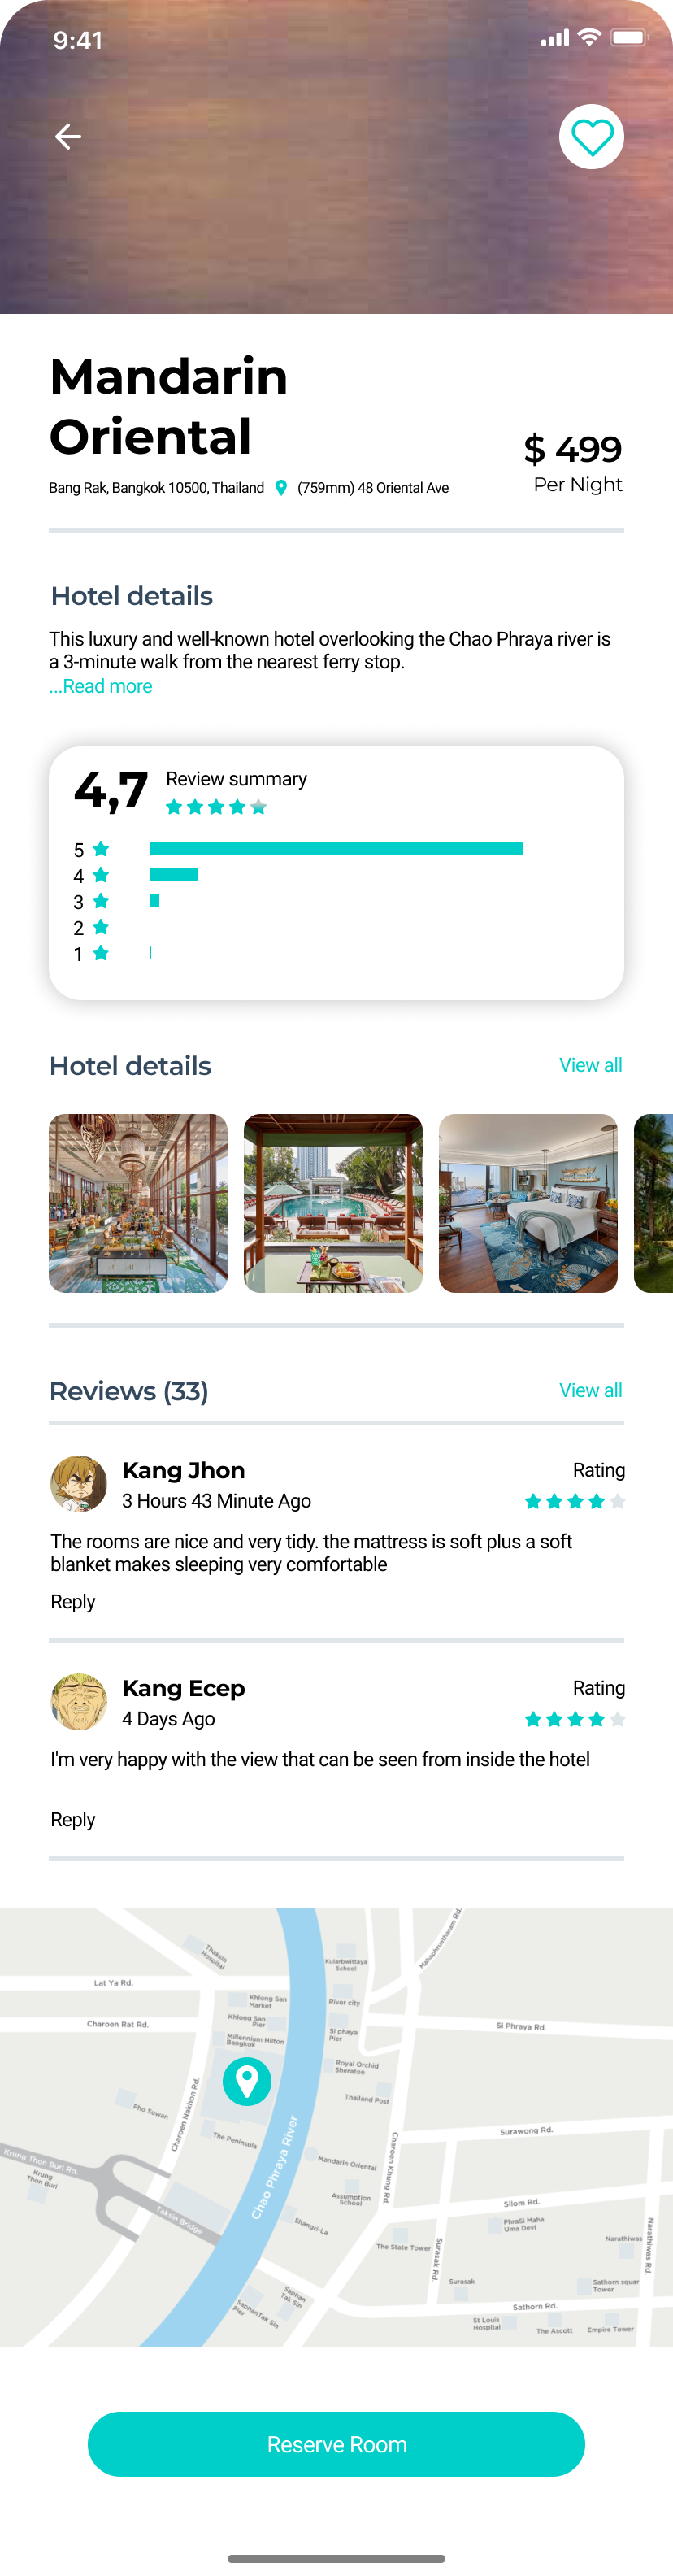 9:41
Mandarin
Oriental
$ 499
Bang Rak, Bangkok 10500, Thailand (759mm) 48 Oriental Ave
Per Night
Hotel details
This luxury and well-known hotel overlooking the Chao Phraya river is
a 3-minute walk from the nearest ferry stop.
...Read more
4,7
Review summary
5
4
3
2
1
Hotel details
View all
Reviews (33)
View all
Kang Jhon
Rating
3 Hours 43 Minute Ago
The rooms are nice and very tidy. the mattress is soft plus a soft
blanket makes sleeping very comfortable
Reply
Kang Ecep
Rating
4 Days Ago
I'm very happy with the view that can be seen from inside the hotel
Reply
Mahaphruettharam Rd.
Thaksin
Hospital
Kularbwittaya
School
Lat Ya Rd.
Khlong San
Market
River city
Khlong San
Pier
Charoen Rat Rd.
Si Phraya Rd.
Si phaya
Pier
Millennium Hilton
Bangkok
Royal Orchid
Sheraton
Charoen Nakhon Rd.
Thailand Post
Pho Suwan
The Peninsula
Chao Phraya River
Charoen Khung Rd.
Surawong Rd.
Krung Thon Buri Rd.
Krung
Thon Buri
Mandarin Oriental
Assumption
School
Silom Rd.
Taksin Bridge
Shangri-La
PhraSi Maha
Uma Devi
The State Tower
Surasak Rd.
Narathiwas
Narathiwas Rd.
Surasak
Sathorn squar
Tower
Saphan
Tak Sin
SaphanTak Sin
Pier
Sathorn Rd.
St Louis
Hospital
The Ascott
Empire Tower
Reserve Room